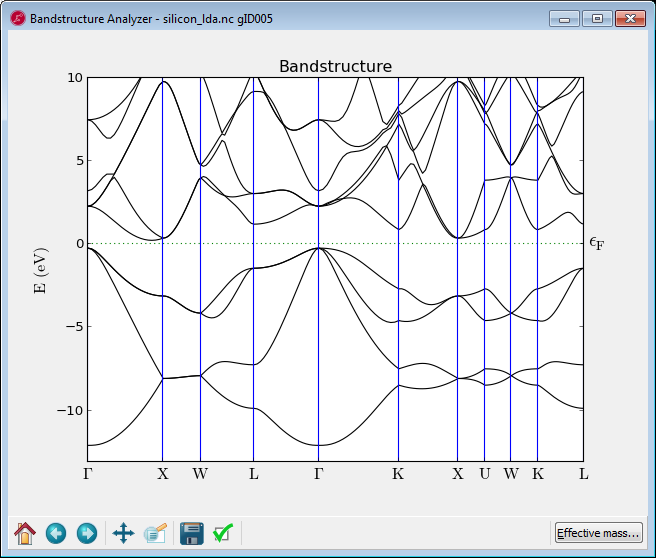 Bandstructure Analyzer - silicon_lda.nc gID005
Bandstructure
10
5
0
−5
−10
E (eV)
ϵF
Γ X W L Γ K X U W K L
Effective mass...